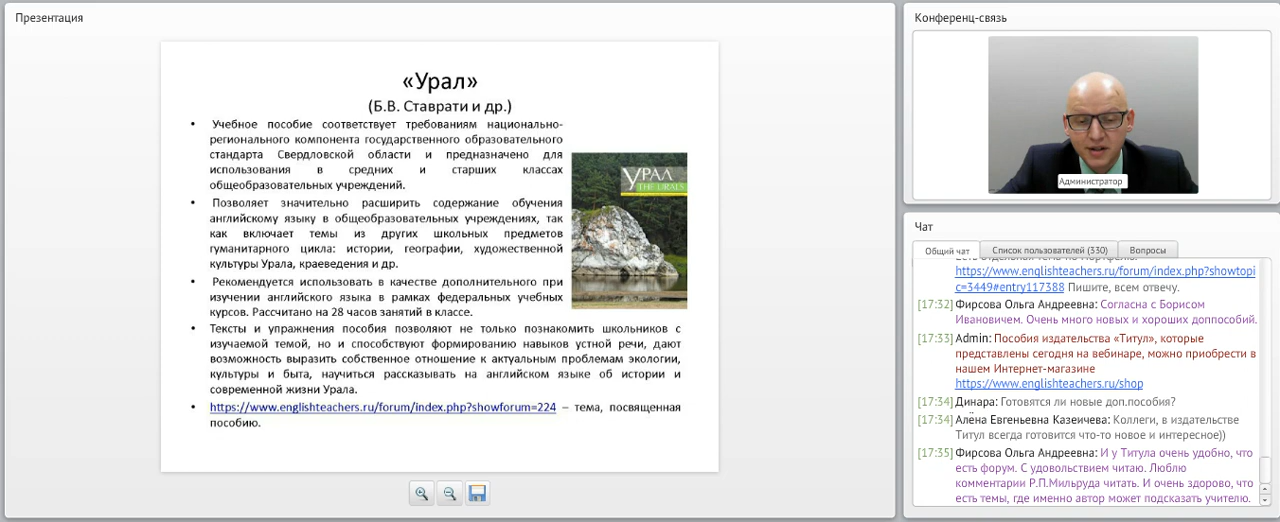 Презентация
«Урал»
(Б.В. Ставрати и др.)
• Учебное пособие соответствует требованиям национально-
регионального компонента государственного образовательного
стандарта Свердловской области и предназначено для
использования в средних и старших классах
общеобразовательных учреждений.
• Позволяет значительно расширить содержание обучения
английскому языку в общеобразовательных учреждениях, так
как включает темы из других школьных предметов
гуманитарного цикла: истории, географии, художественной
культуры Урала, краеведения и др.
• Рекомендуется использовать в качестве дополнительного при
изучении английского языка в рамках федеральных учебных
курсов. Рассчитано на 28 часов занятий в классе.
• Тексты и упражнения пособия позволяют не только познакомить школьников с
изучаемой темой, но и способствуют формированию навыков устной речи, дают
возможность выразить собственное отношение к актуальным проблемам экологии,
культуры и быта, научиться рассказывать на английском языке об истории и
современной жизни Урала.
• https://www.englishteachers.ru/forum/index.php?showforum=224 – тема, посвященная
пособию.
УРАЛ
THE URALS
Конференц-связь
Администратор
Чат
Общий чат
Список пользователей (330)
Вопросы
https://www.englishteachers.ru/forum/index.php?showtopi
c=3449#entry117388 Пишите, всем отвечу.
[17:32] Фирсова Ольга Андреевна: Согласна с Борисом
Ивановичем. Очень много новых и хороших доппособий.
[17:33] Admin: Пособия издательства «Титул», которые
представлены сегодня на вебинаре, можно приобрести в
нашем Интернет-магазине
https://www.englishteachers.ru/shop
[17:34] Динара: Готовятся ли новые доп.пособия?
[17:34] Алёна Евгеньевна Казеичева: Коллеги, в издательстве
Титул всегда готовится что-то новое и интересное))
[17:35] Фирсова Ольга Андреевна: И у Титула очень удобно, что
есть форум. С удовольствием читаю. Люблю
комментарии Р.П.Мильруда читать. И очень здорово, что
есть темы, где именно автор может подсказать учителю.